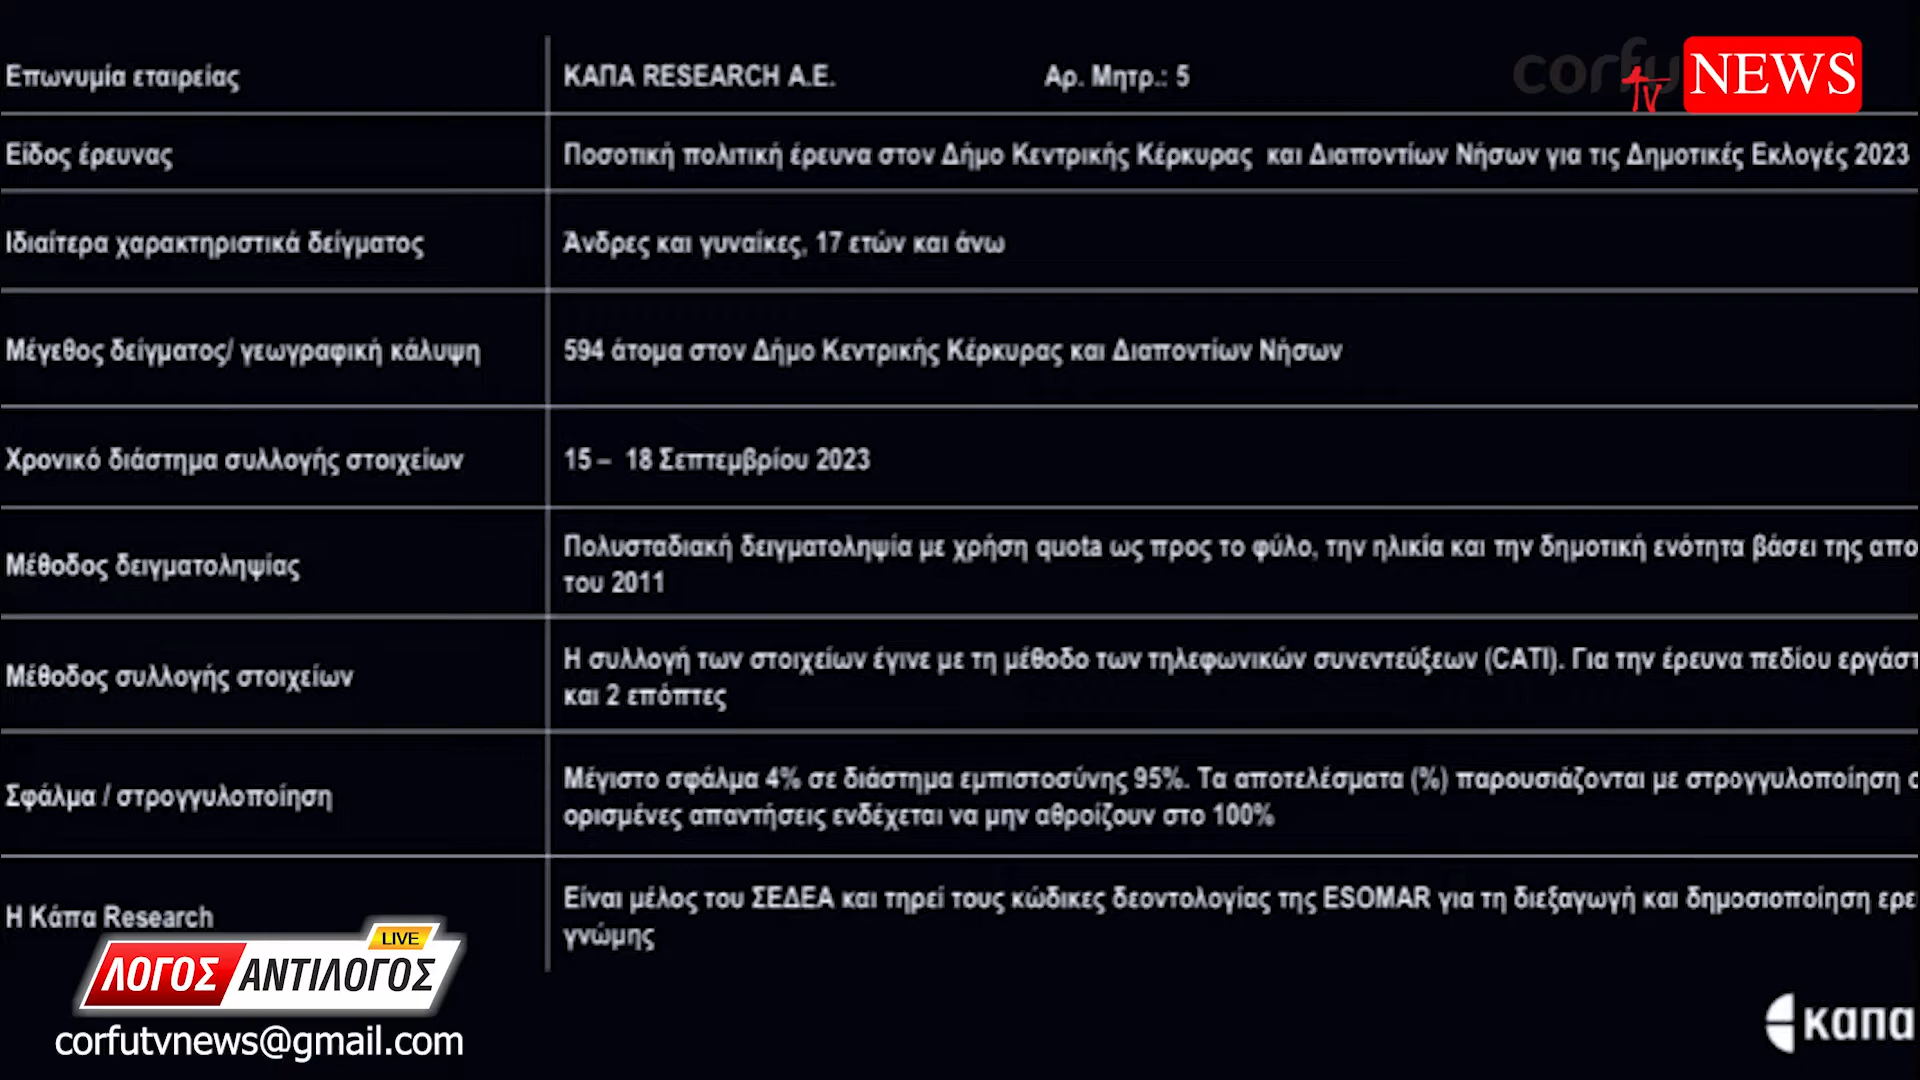 corfu
tv
NEWS
Επωνυμία εταιρείας
ΚΑΠΑ RESEARCH Α.Ε. Αρ. Μητρ.: 5
Είδος έρευνας
Ποσοτική πολιτική έρευνα στον Δήμο Κεντρικής Κέρκυρας και Διαποντίων Νήσων για τις Δημοτικές Εκλογές 2023
Ιδιαίτερα χαρακτηριστικά δείγματος
Άνδρες και γυναίκες, 17 ετών και άνω
Μέγεθος δείγματος/ γεωγραφική κάλυψη
594 άτομα στον Δήμο Κεντρικής Κέρκυρας και Διαποντίων Νήσων
Χρονικό διάστημα συλλογής στοιχείων
15 – 18 Σεπτεμβρίου 2023
Μέθοδος δειγματοληψίας
Πολυσταδιακή δειγματοληψία με χρήση quota ως προς το φύλο, την ηλικία και την δημοτική ενότητα βάσει της απο
του 2011
Μέθοδος συλλογής στοιχείων
Η συλλογή των στοιχείων έγινε με τη μέθοδο των τηλεφωνικών συνεντεύξεων (CATI). Για την έρευνα πεδίου εργάστ
και 2 επόπτες
Σφάλμα / στρογγυλοποίηση
Μέγιστο σφάλμα 4% σε διάστημα εμπιστοσύνης 95%. Τα αποτελέσματα (%) παρουσιάζονται με στρογγυλοποίηση
ορισμένες απαντήσεις ενδέχεται να μην αθροίζουν στο 100%
Η Κάπα Research
Είναι μέλος του ΣΕΔΕΑ και τηρεί τους κώδικες δεοντολογίας της ESOMAR για τη διεξαγωγή και δημοσιοποίηση ερε
γνώμης
LIVE
ΛΟΓΟΣ ΑΝΤΙΛΟΓΟΣ
corfutvnews@gmail.com
κάπα